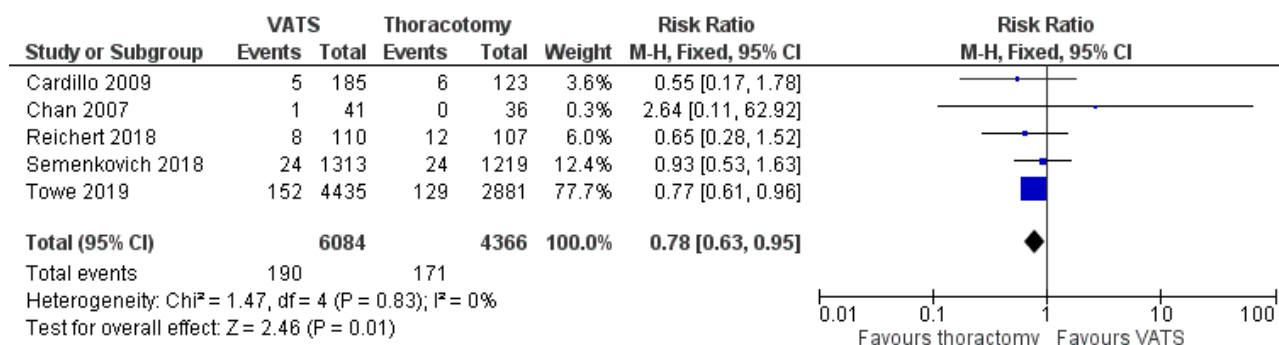 VATS Thoracotomy Risk Ratio Risk Ratio
Study or Subgroup Events Total Events Total Weight M-H, Fixed, 95% CI M-H, Fixed, 95% CI
Cardillo 2009 5 185 6 123 3.6% 0.55 [0.17, 1.78]
Chan 2007 1 41 0 36 0.3% 2.64 [0.11, 62.92]
Reichert 2018 8 110 12 107 6.0% 0.65 [0.28, 1.52]
Semenkovich 2018 24 1313 24 1219 12.4% 0.93 [0.53, 1.63]
Towe 2019 152 4435 129 2881 77.7% 0.77 [0.61, 0.96]
Total (95% CI) 6084 4366 100.0% 0.78 [0.63, 0.95]
Total events 190 171
Heterogeneity: Chi² = 1.47, df = 4 (P = 0.83); I² = 0%
Test for overall effect: Z = 2.46 (P = 0.01)
0.01 0.1 1 10 100
Favours thoractomy Favours VATS